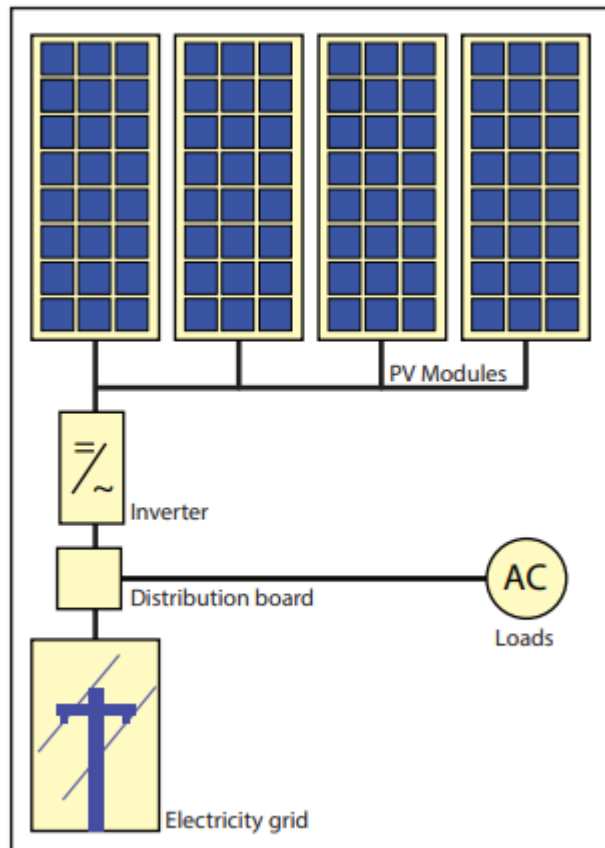 PV Modules
=
~
Inverter
Distribution board
AC
Loads
Electricity grid